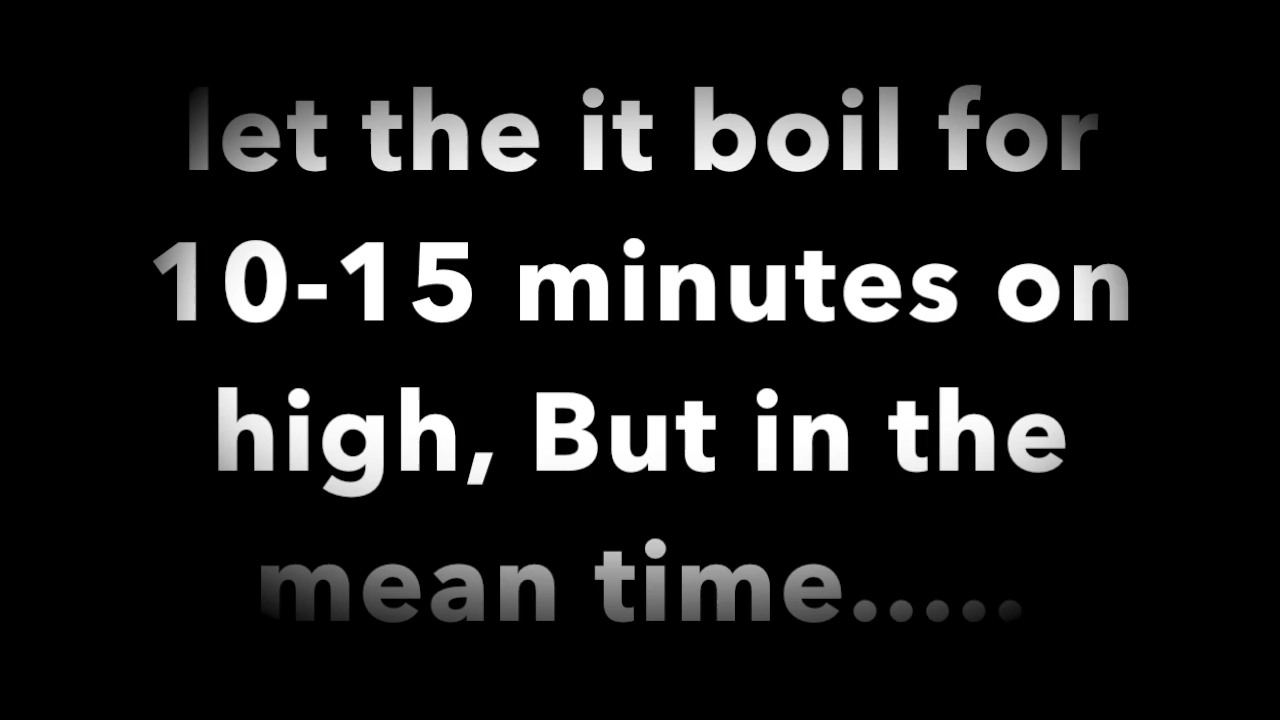 let the it boil for
10-15 minutes on
high, But in the
mean time.....